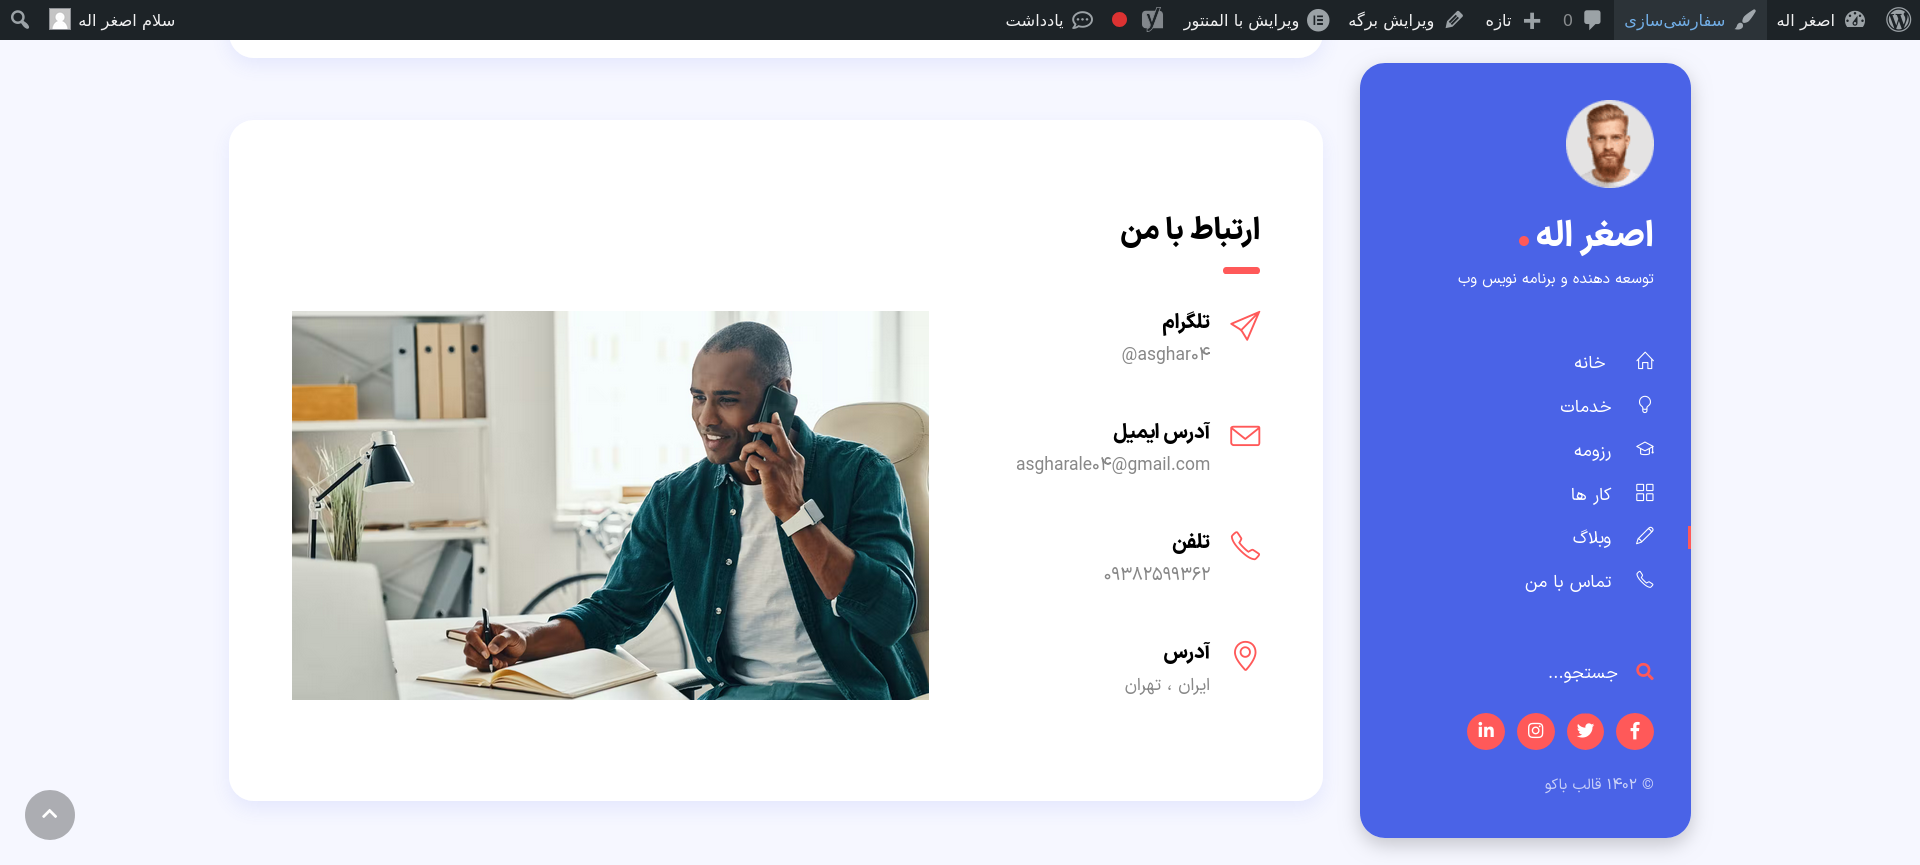 اصغر اله
سفارشی‌سازی
0
تازه
ویرایش برگه
ویرایش با المنتور
یادداشت
سلام اصغر اله
اصغر اله
توسعه دهنده و برنامه نویس وب
خانه
خدمات
رزومه
کار ها
وبلاگ
تماس با من
جستجو...
© ۱۴۰۲ قالب باکو
ارتباط با من
تلگرام
@asghar۰۴
آدرس ایمیل
asgharale۰۴@gmail.com
تلفن
۰۹۳۸۲۵۹۹۳۶۲
آدرس
ایران ، تهران